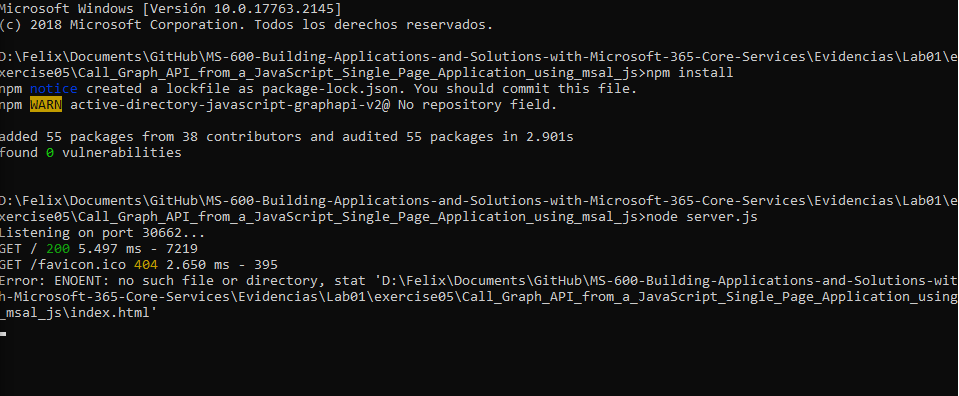 Microsoft Windows [Versión 10.0.17763.2145]
(c) 2018 Microsoft Corporation. Todos los derechos reservados.
D:\Felix\Documents\GitHub\MS-600-Building-Applications-and-Solutions-with-Microsoft-365-Core-Services\Evidencias\Lab01\e
xercise05\Call_Graph_API_from_a_JavaScript_Single_Page_Application_using_msal_js>npm install
npm notice created a lockfile as package-lock.json. You should commit this file.
npm WARN active-directory-javascript-graphapi-v2@ No repository field.
added 55 packages from 38 contributors and audited 55 packages in 2.901s
found 0 vulnerabilities
D:\Felix\Documents\GitHub\MS-600-Building-Applications-and-Solutions-with-Microsoft-365-Core-Services\Evidencias\Lab01\e
xercise05\Call_Graph_API_from_a_JavaScript_Single_Page_Application_using_msal_js>node server.js
Listening on port 30662...
GET / 200 5.497 ms - 7219
GET /favicon.ico 404 2.650 ms - 395
Error: ENOENT: no such file or directory, stat 'D:\Felix\Documents\GitHub\MS-600-Building-Applications-and-Solutions-wit
h-Microsoft-365-Core-Services\Evidencias\Lab01\exercise05\Call_Graph_API_from_a_JavaScript_Single_Page_Application_using
_msal_js\index.html'